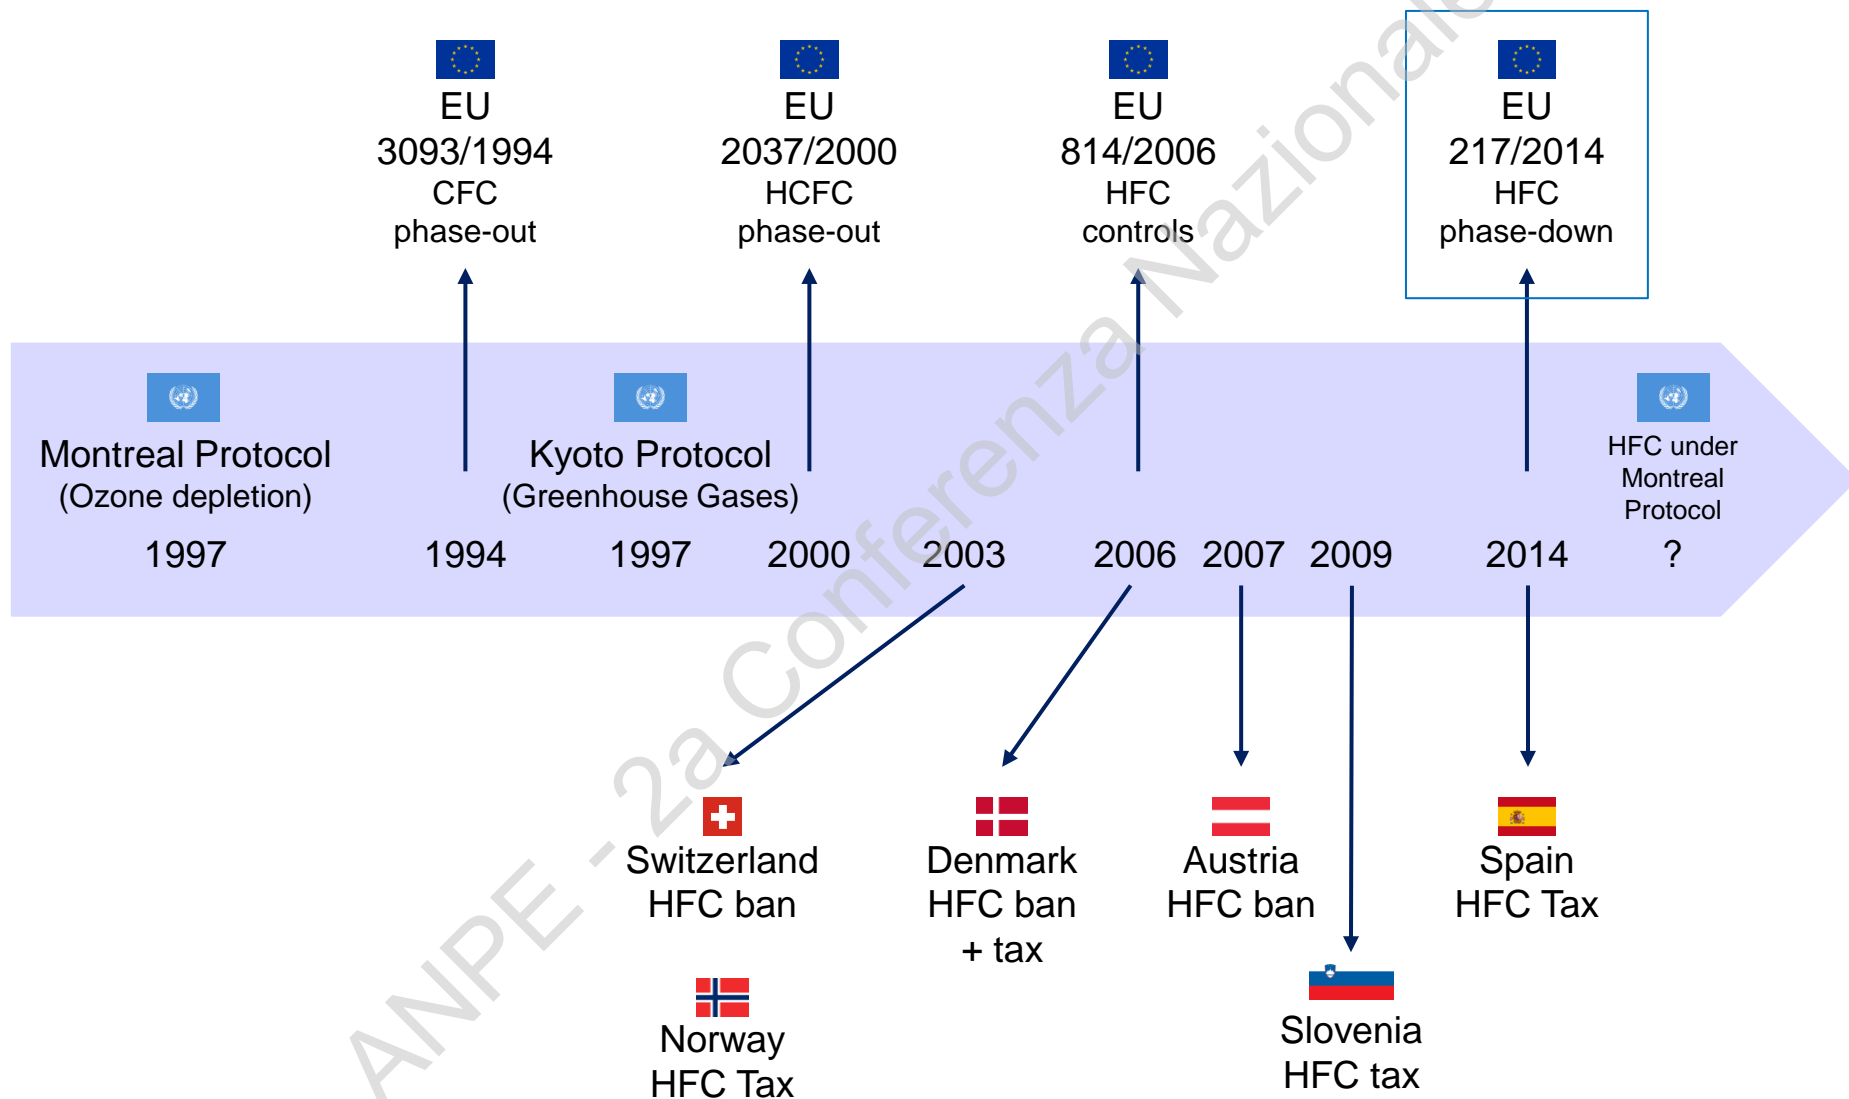 EU
3093/1994
CFC
phase-out
EU
2037/2000
HCFC
phase-out
EU
814/2006
HFC
controls
EU
217/2014
HFC
phase-down
Montreal Protocol
(Ozone depletion)
1997
1994
Kyoto Protocol
(Greenhouse Gases)
1997
2000
2003
2006
2007
2009
2014
HFC under
Montreal
Protocol
?
Switzerland
HFC ban
Norway
HFC Tax
Denmark
HFC ban
+ tax
Austria
HFC ban
Slovenia
HFC tax
Spain
HFC Tax
ANPE - 2a Conferenza Nazionale